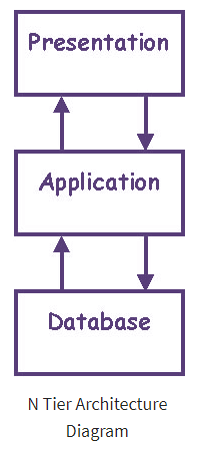 Presentation
Application
Database
N Tier Architecture
Diagram